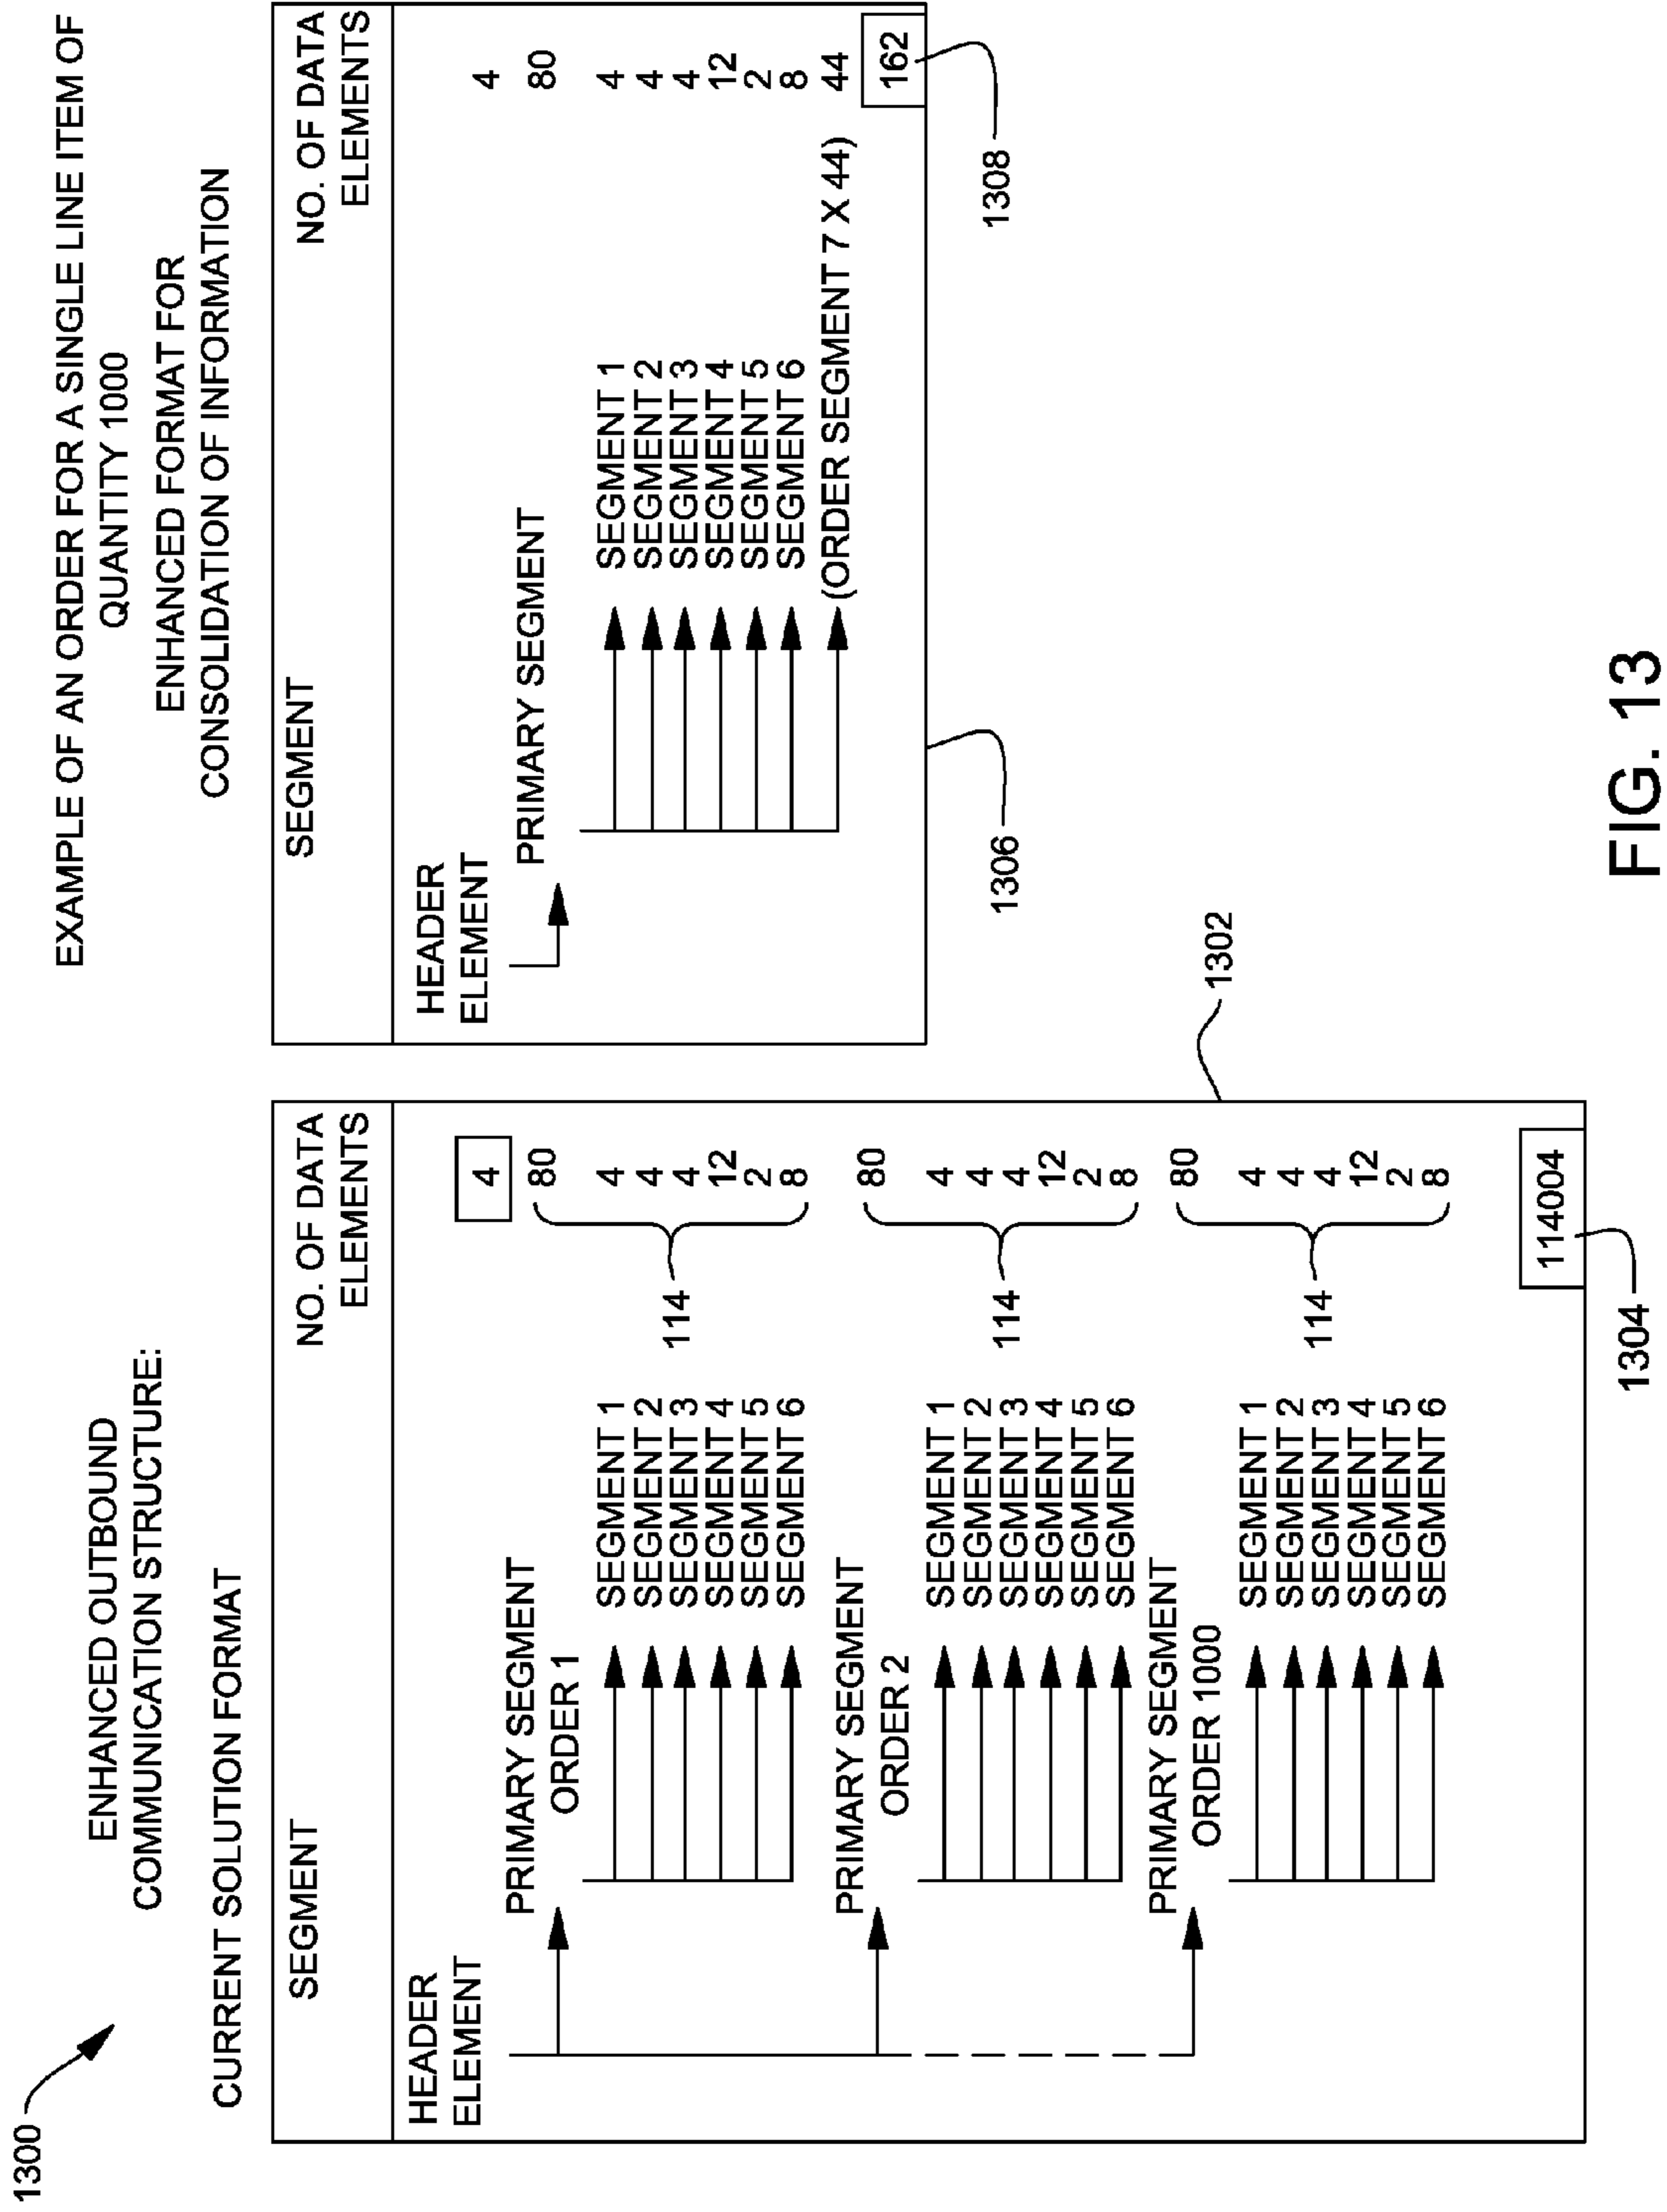 1300
ENHANCED OUTBOUND
COMMUNICATION STRUCTURE:
CURRENT SOLUTION FORMAT
SEGMENT
NO. OF DATA
ELEMENTS
HEADER
ELEMENT
4
PRIMARY SEGMENT
80
ORDER 1
SEGMENT 1 4
SEGMENT 2 4
SEGMENT 3 4
114
SEGMENT 4 12
SEGMENT 5 2
SEGMENT 6 8
PRIMARY SEGMENT
80
ORDER 2
SEGMENT 1 4
SEGMENT 2 4
SEGMENT 3 4
114
SEGMENT 4 12
SEGMENT 5 2
SEGMENT 6 8
PRIMARY SEGMENT
80
ORDER 1000
SEGMENT 1 4
SEGMENT 2 4
SEGMENT 3 4
114
SEGMENT 4 12
SEGMENT 5 2
SEGMENT 6 8
114004
1304
1302
EXAMPLE OF AN ORDER FOR A SINGLE LINE ITEM OF
QUANTITY 1000
ENHANCED FORMAT FOR
CONSOLIDATION OF INFORMATION
SEGMENT
NO. OF DATA
ELEMENTS
HEADER
ELEMENT
4
PRIMARY SEGMENT
80
SEGMENT 1 4
SEGMENT 2 4
SEGMENT 3 4
SEGMENT 4 12
SEGMENT 5 2
SEGMENT 6 8
(ORDER SEGMENT 7 X 44) 44
162
1306
1308
FIG. 13